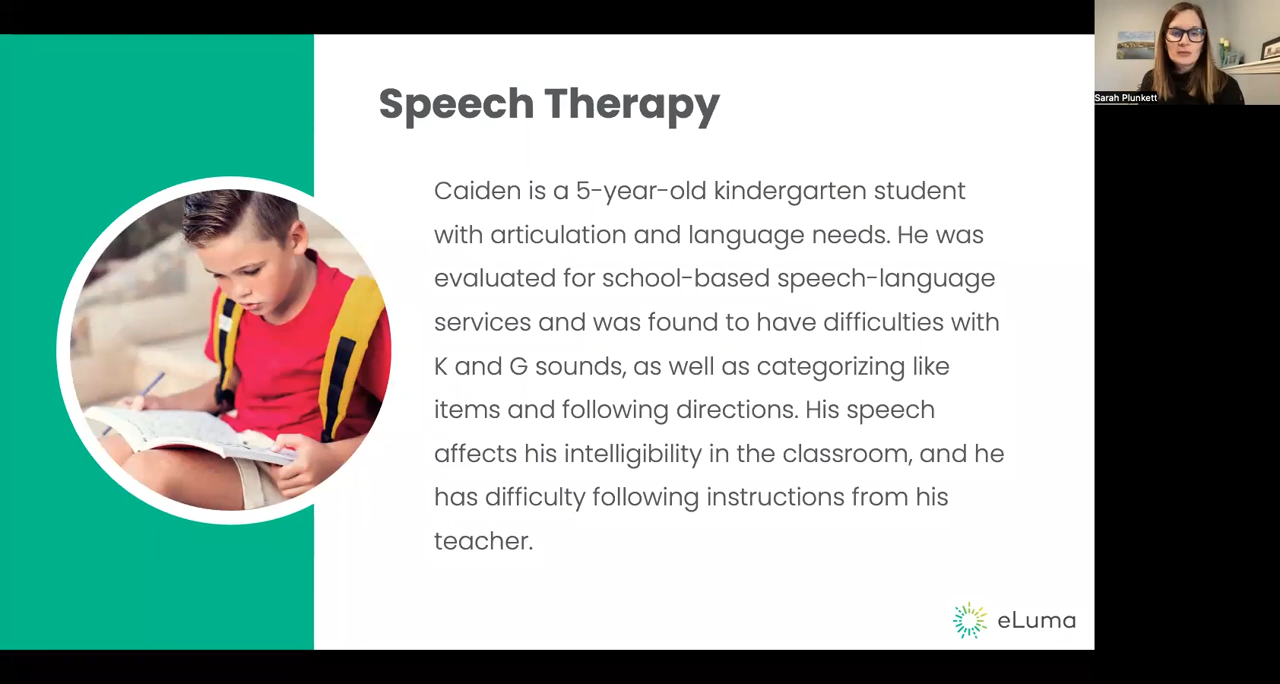 Speech Therapy
Caiden is a 5-year-old kindergarten student
with articulation and language needs. He was
evaluated for school-based speech-language
services and was found to have difficulties with
K and G sounds, as well as categorizing like
items and following directions. His speech
affects his intelligibility in the classroom, and he
has difficulty following instructions from his
teacher.
eLuma
Sarah Plunkett